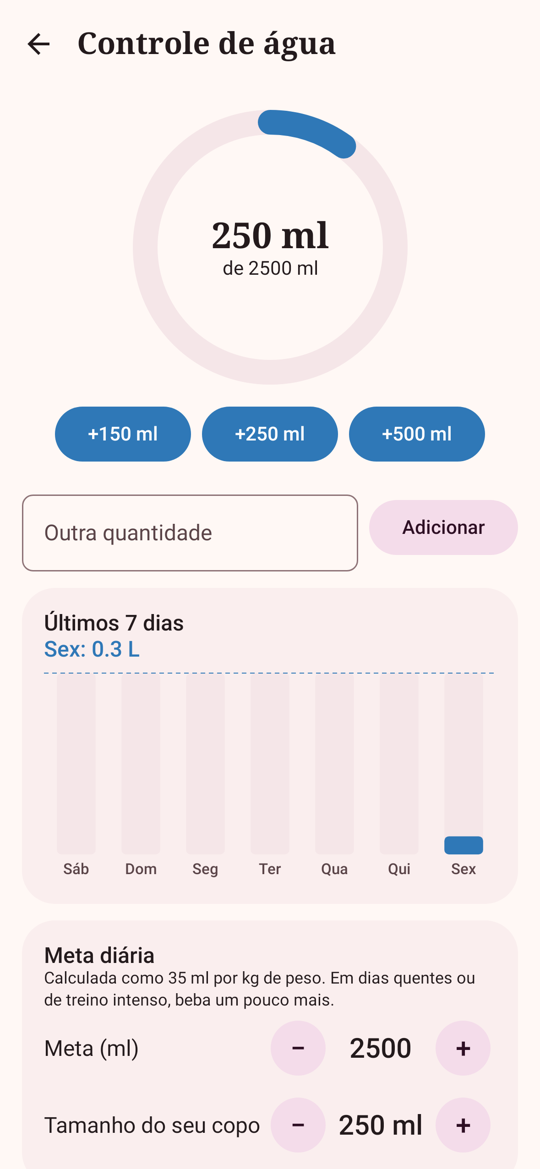 Controle de água
250 ml
de 2500 ml
+150 ml +250 ml +500 ml
Outra quantidade
Adicionar
Últimos 7 dias
Sex: 0.3 L
Sáb Dom Seg Ter Qua Qui Sex
Meta diária
Calculada como 35 ml por kg de peso. Em dias quentes ou
de treino intenso, beba um pouco mais.
Meta (ml) − 2500 +
Tamanho do seu copo − 250 ml +